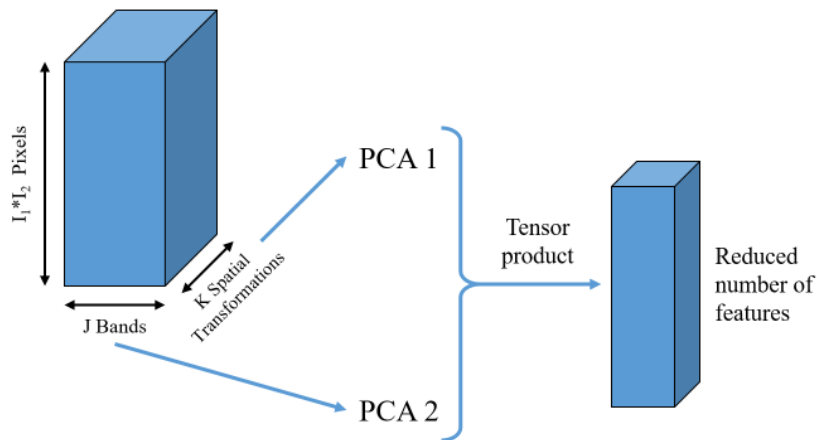 I₁*I₂ Pixels
J Bands
K Spatial
Transformations
PCA 1
PCA 2
Tensor
product
Reduced
number of
features